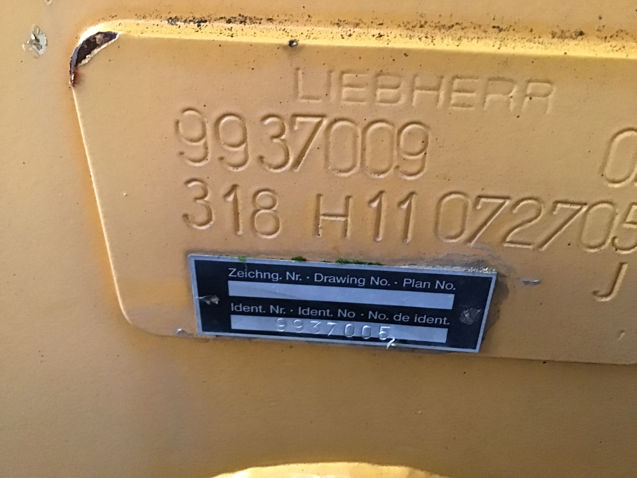 LIEBHERR
9937009 0
318 H11 072705
J
Zeichng. Nr. · Drawing No. · Plan No.
Ident. Nr. · Ident. No · No. de ident.
9937005